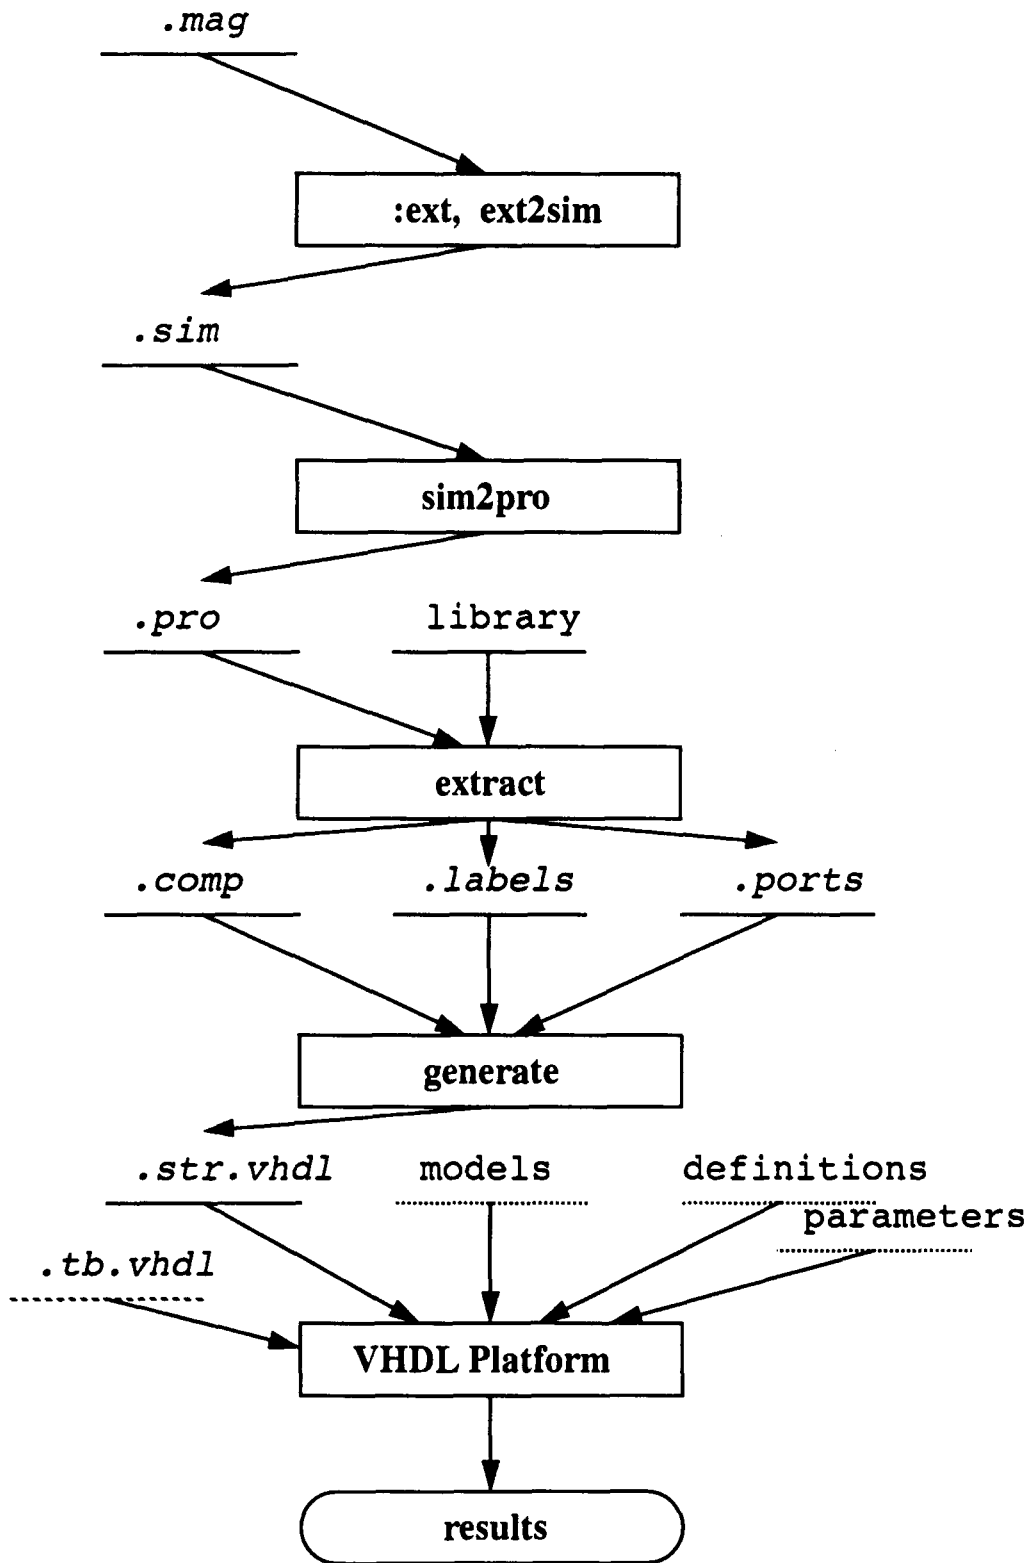 .mag
:ext, ext2sim
.sim
sim2pro
.pro library
extract
.comp .labels .ports
generate
.str.vhdl models definitions
parameters
.tb.vhdl
VHDL Platform
results